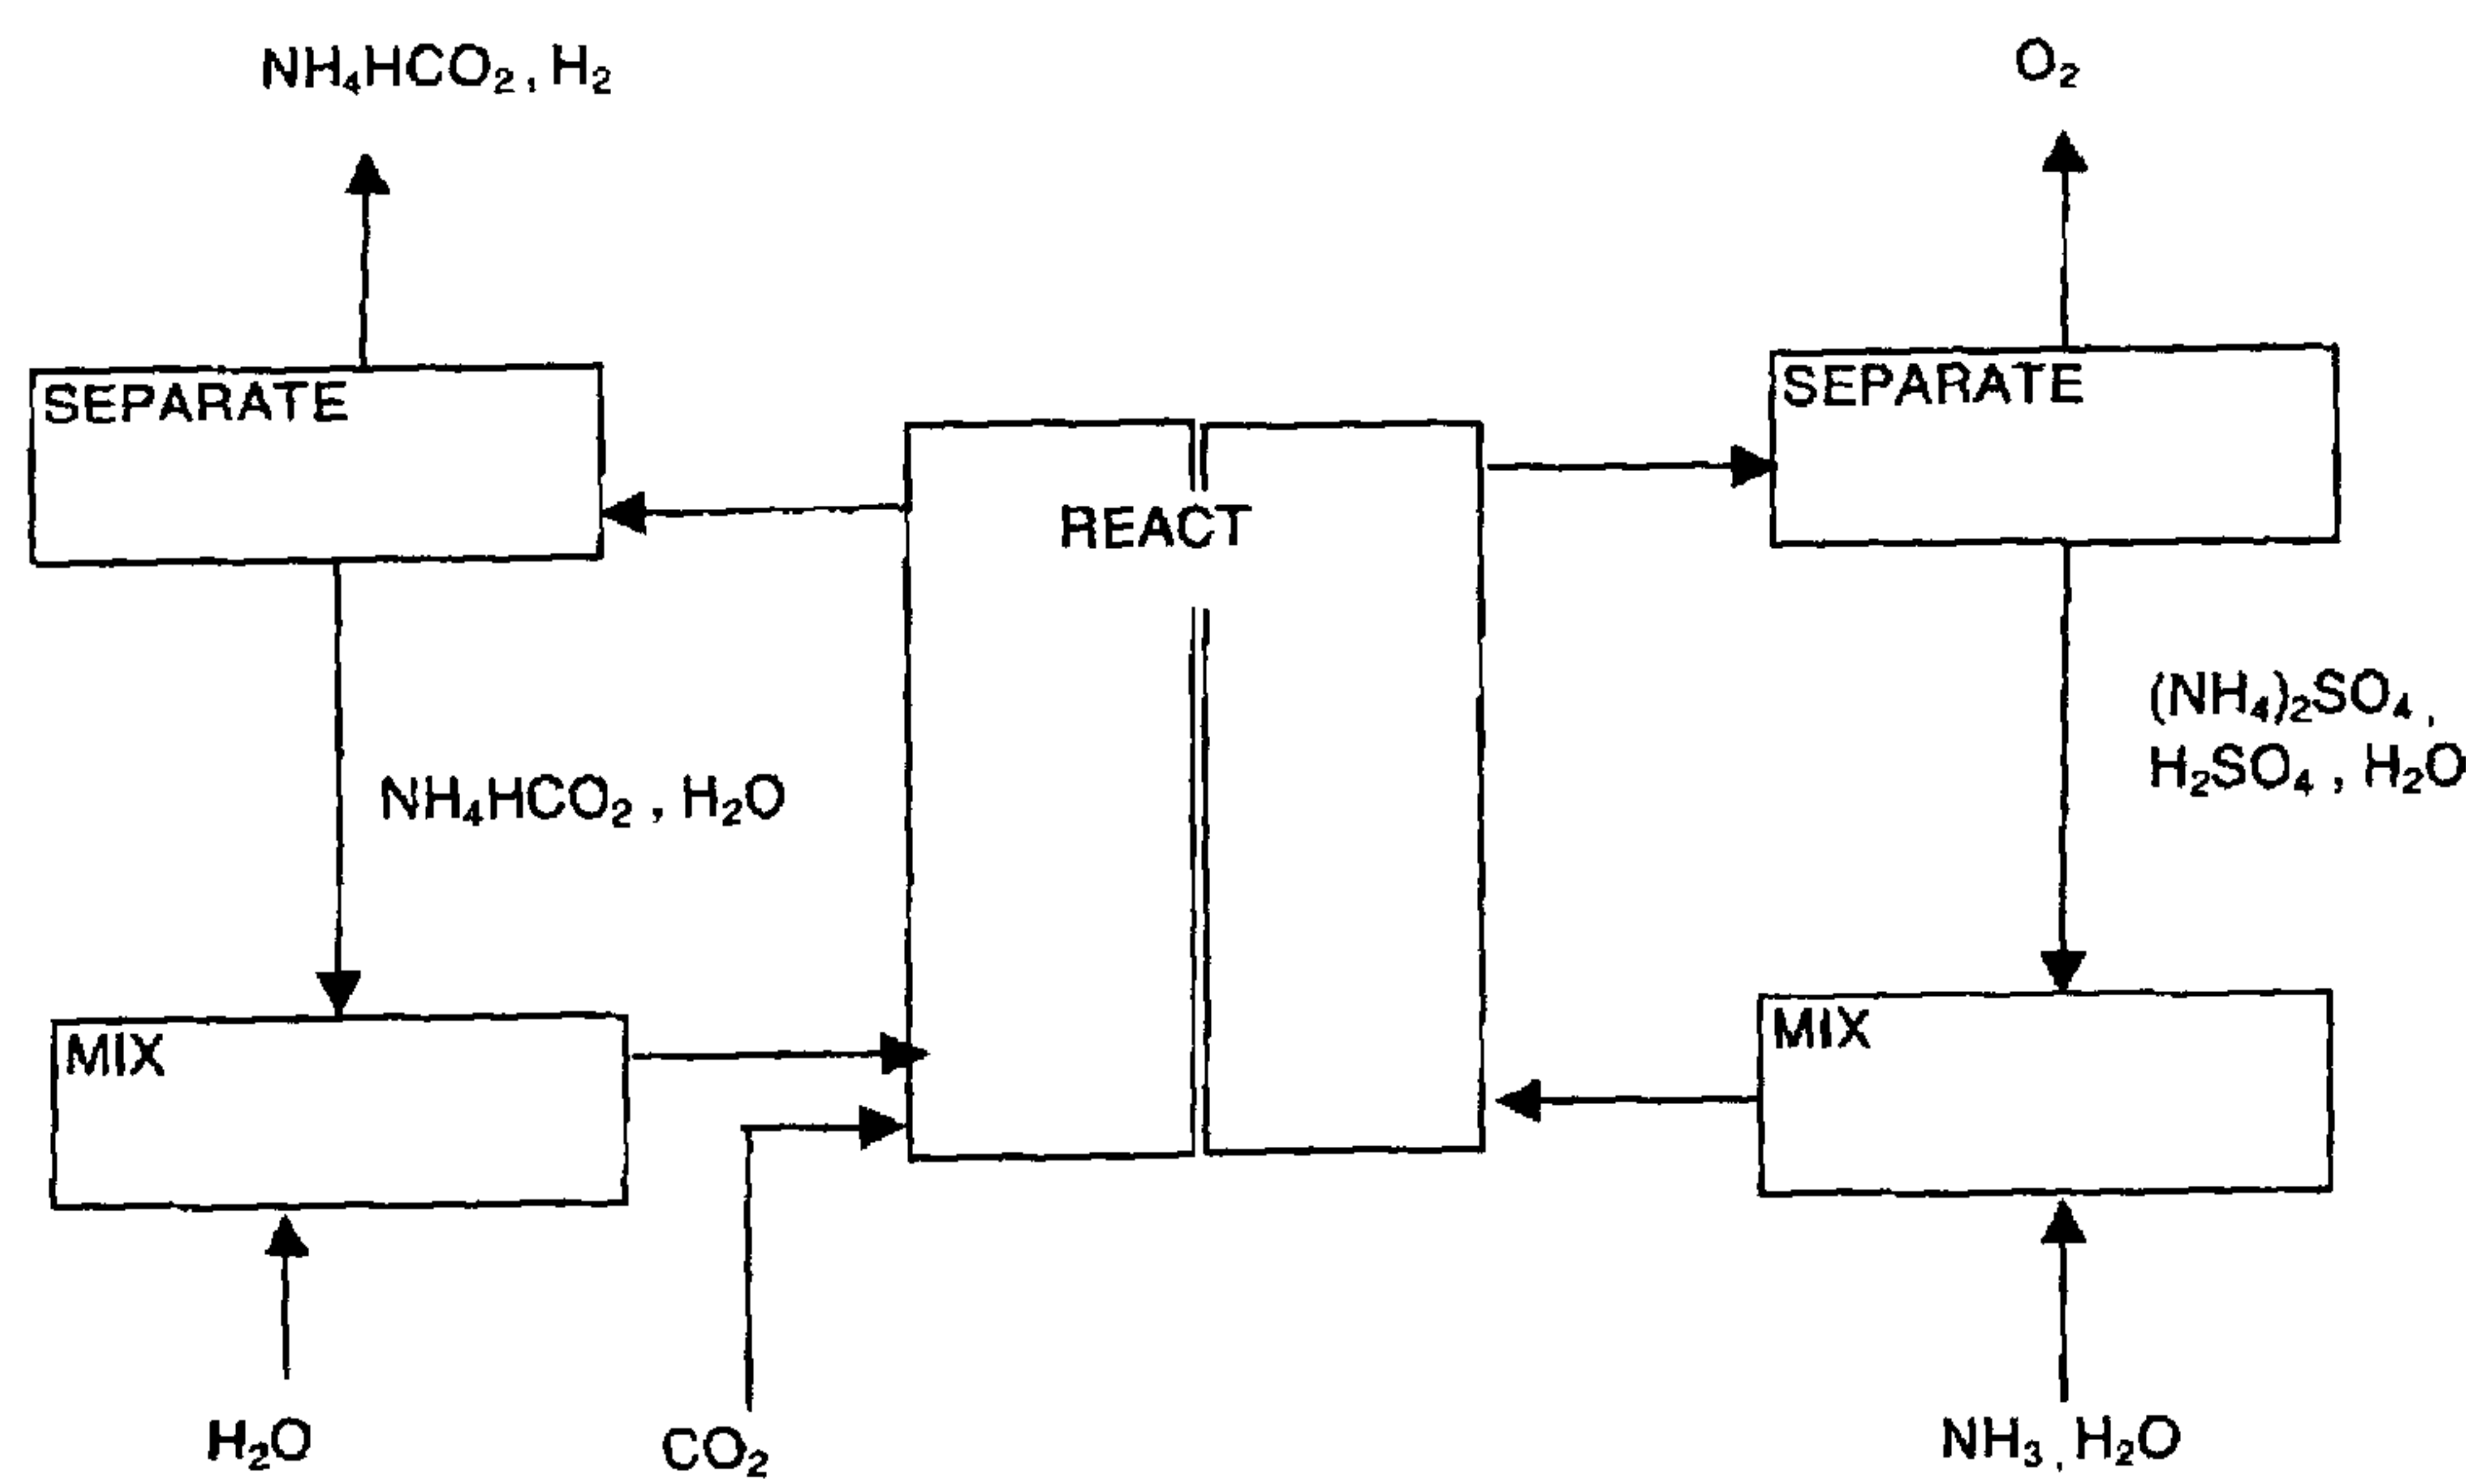 NH₄HCO₂, H₂
O₂
SEPARATE
SEPARATE
REACT
(NH₄)₂SO₄,
H₂SO₄, H₂O
NH₄HCO₂, H₂O
MIX
MIX
H₂O
CO₂
NH₃, H₂O